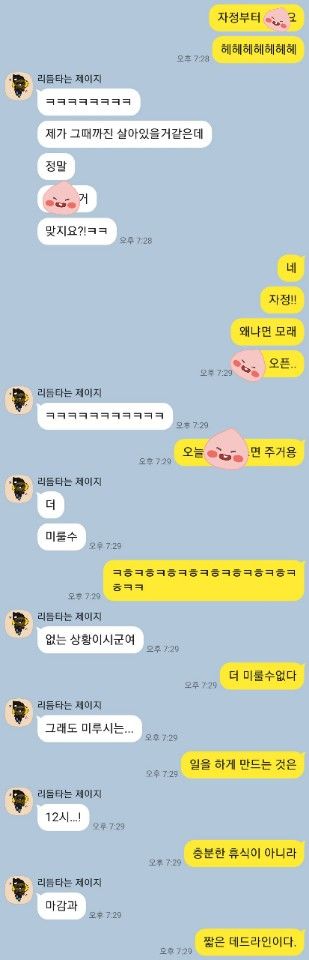 자정부터 요
오후 7:28
헤헤헤헤헤헤헤
리듬타는 제이지
ㅋㅋㅋㅋㅋㅋㅋㅋ
제가 그때까진 살아있을거같은데
정말
거
맞지요?!ㅋㅋ
오후 7:28
네
자정!!
왜냐면 모래
오후 7:29
오픈..
리듬타는 제이지
ㅋㅋㅋㅋㅋㅋㅋㅋㅋㅋㅋ
오후 7:29
오후 7:29
오늘 면 주거용
리듬타는 제이지
더
미룰수
오후 7:29
ㅋㅎㅋㅎㅋㅎㅋㅎㅋㅎㅋㅎㅋㅎㅋㅎㅋ
ㅎㅋㅋ
오후 7:29
리듬타는 제이지
없는 상황이시군여
오후 7:29
오후 7:29
더 미룰수없다
리듬타는 제이지
그래도 미루시는...
오후 7:29
오후 7:29
일을 하게 만드는 것은
리듬타는 제이지
12시...!
오후 7:29
오후 7:29
충분한 휴식이 아니라
리듬타는 제이지
마감과
오후 7:29
오후 7:29
짧은 데드라인이다.